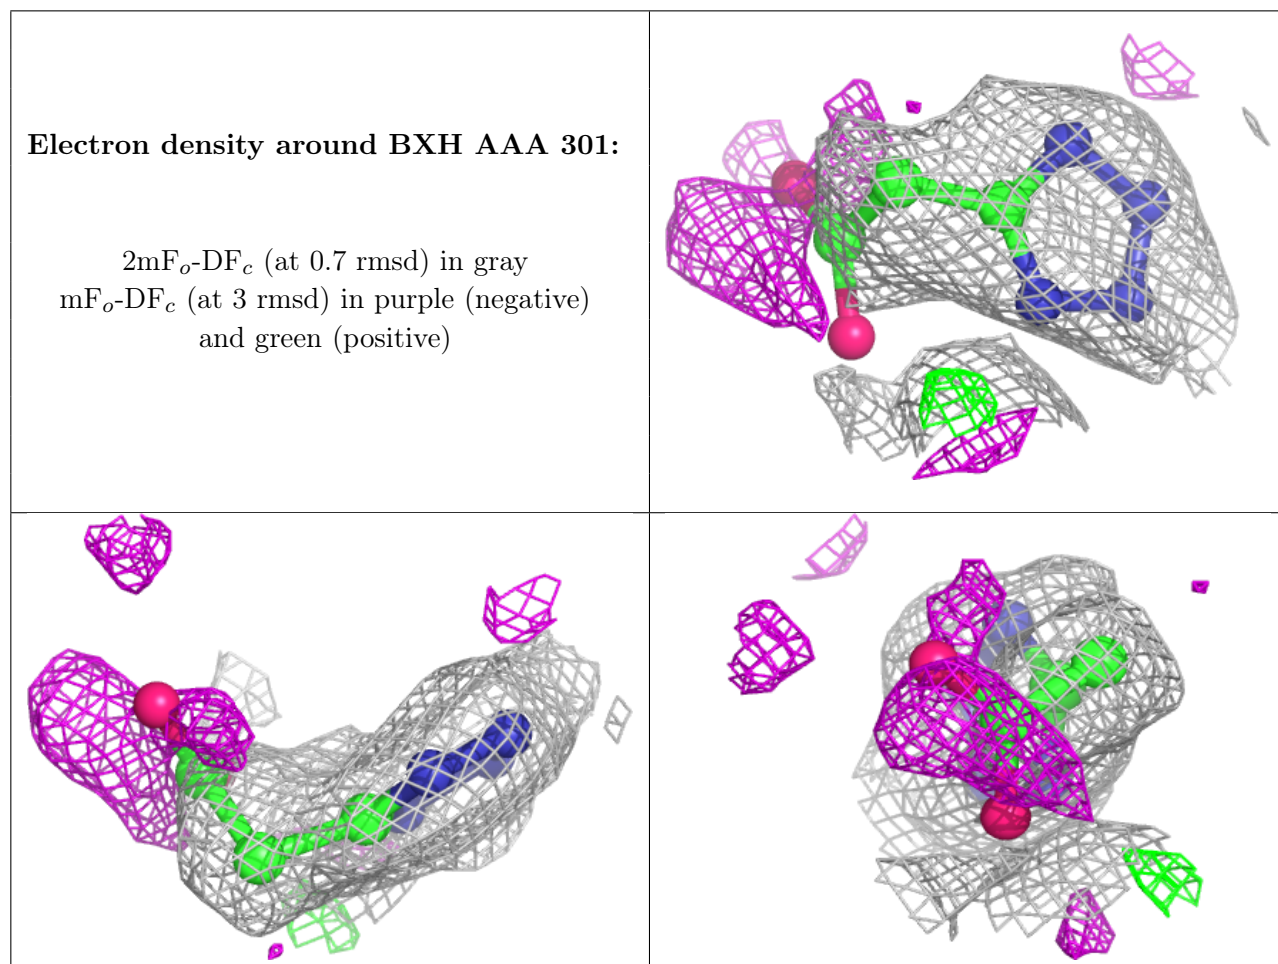 Electron density around BXH AAA 301:
2mFo-DFc (at 0.7 rmsd) in gray
mFo-DFc (at 3 rmsd) in purple (negative)
and green (positive)